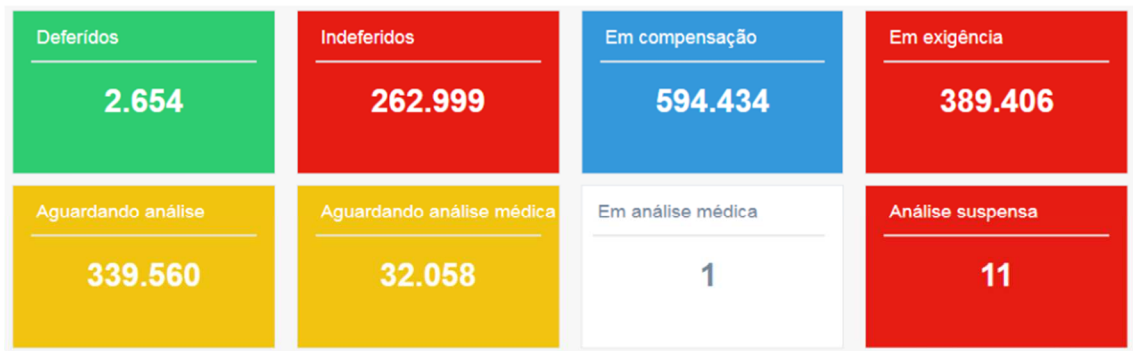 Deferídos
Indeferidos
Em compensação
Em exigência
2.654
262.999
594.434
389.406
Aguardando análise
Aguardando análise médica
Em análise médica
Análise suspensa
339.560
32.058
1
11